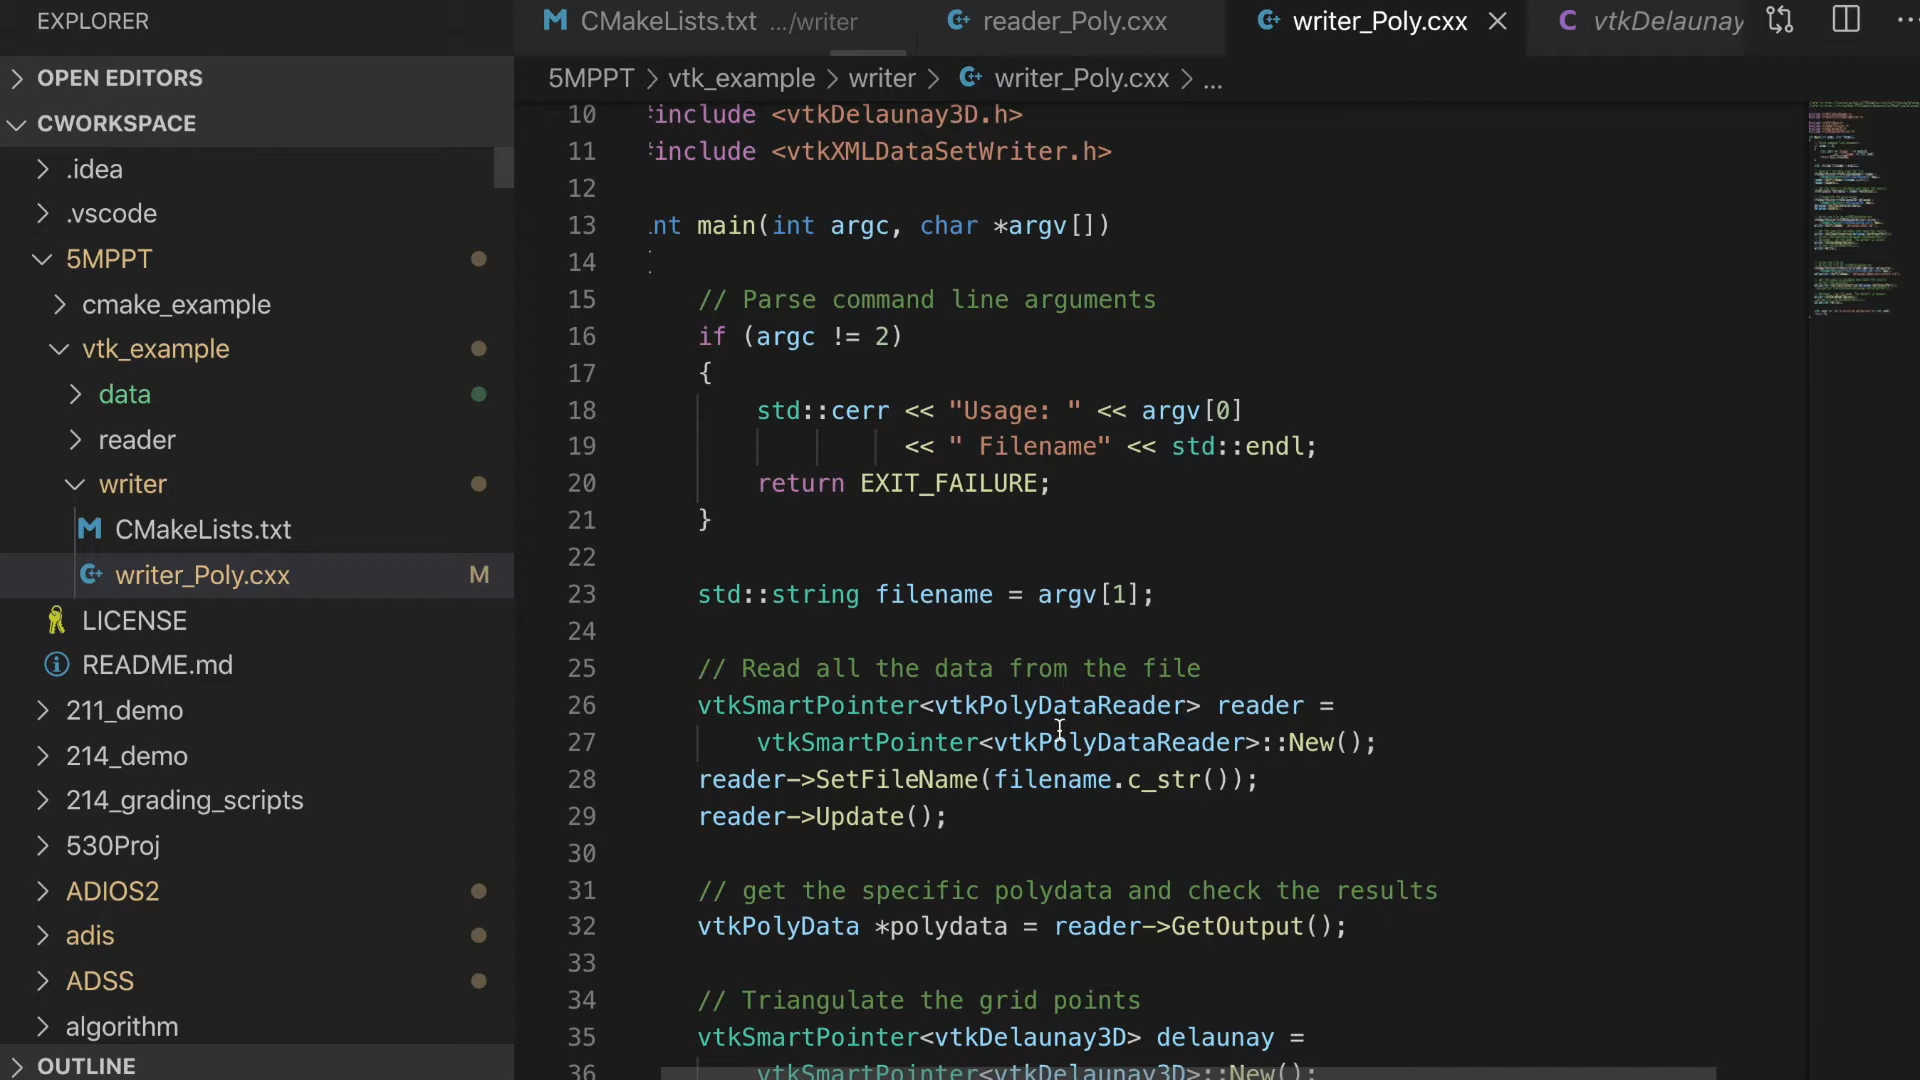 EXPLORER
OPEN EDITORS
CWORKSPACE
.idea
.vscode
5MPPT
cmake_example
vtk_example
data
reader
writer
CMakeLists.txt
writer_Poly.cxx M
LICENSE
README.md
211_demo
214_demo
214_grading_scripts
530Proj
ADIOS2
adis
ADSS
algorithm
OUTLINE
CMakeLists.txt .../writer reader_Poly.cxx writer_Poly.cxx vtkDelaunay
5MPPT > vtk_example > writer > writer_Poly.cxx > ...
10 include <vtkDelaunay3D.h>
11 include <vtkXMLDataSetWriter.h>
12
13 nt main(int argc, char *argv[])
14
15 // Parse command line arguments
16 if (argc != 2)
17 {
18 std::cerr << "Usage: " << argv[0]
19 << " Filename" << std::endl;
20 return EXIT_FAILURE;
21 }
22
23 std::string filename = argv[1];
24
25 // Read all the data from the file
26 vtkSmartPointer<vtkPolyDataReader> reader =
27 vtkSmartPointer<vtkPolyDataReader>::New();
28 reader->SetFileName(filename.c_str());
29 reader->Update();
30
31 // get the specific polydata and check the results
32 vtkPolyData *polydata = reader->GetOutput();
33
34 // Triangulate the grid points
35 vtkSmartPointer<vtkDelaunay3D> delaunay =
36 vtkSmartPointer<vtkDelaunay3D>::New();